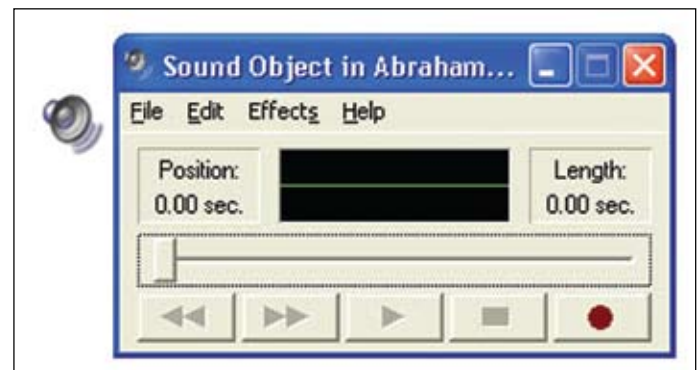 Sound Object in Abraham...
File Edit Effects Help
Position:
0.00 sec.
Length:
0.00 sec.